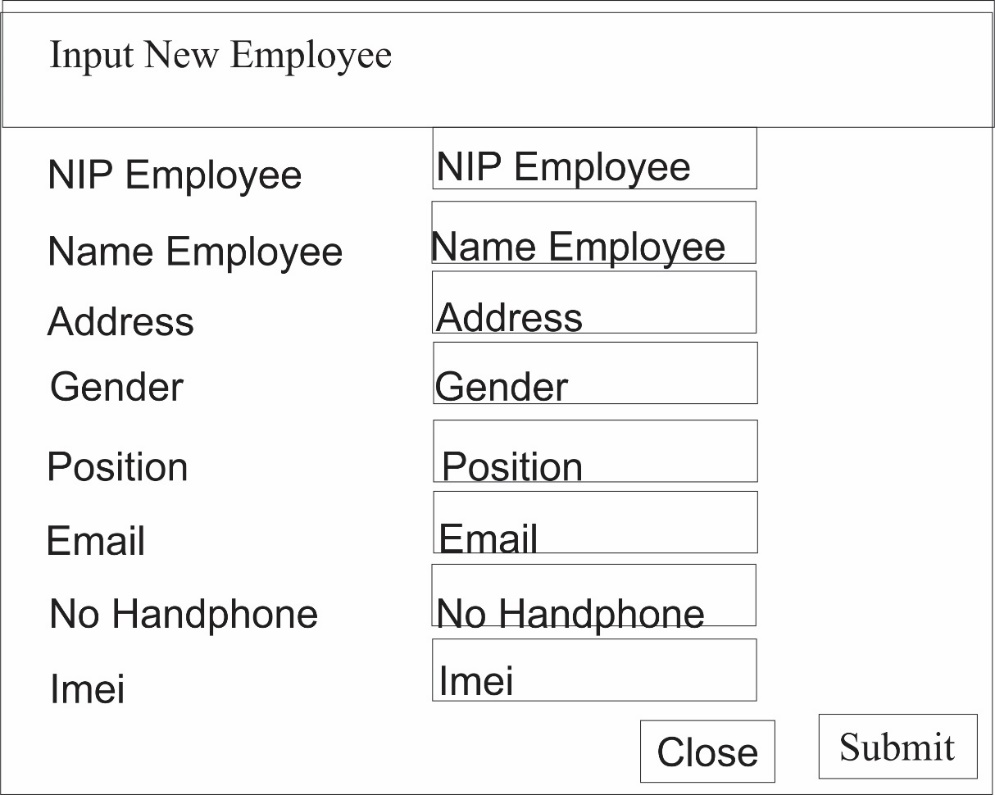 Input New Employee
NIP Employee NIP Employee
Name Employee Name Employee
Address Address
Gender Gender
Position Position
Email Email
No Handphone No Handphone
Imei Imei
Close Submit